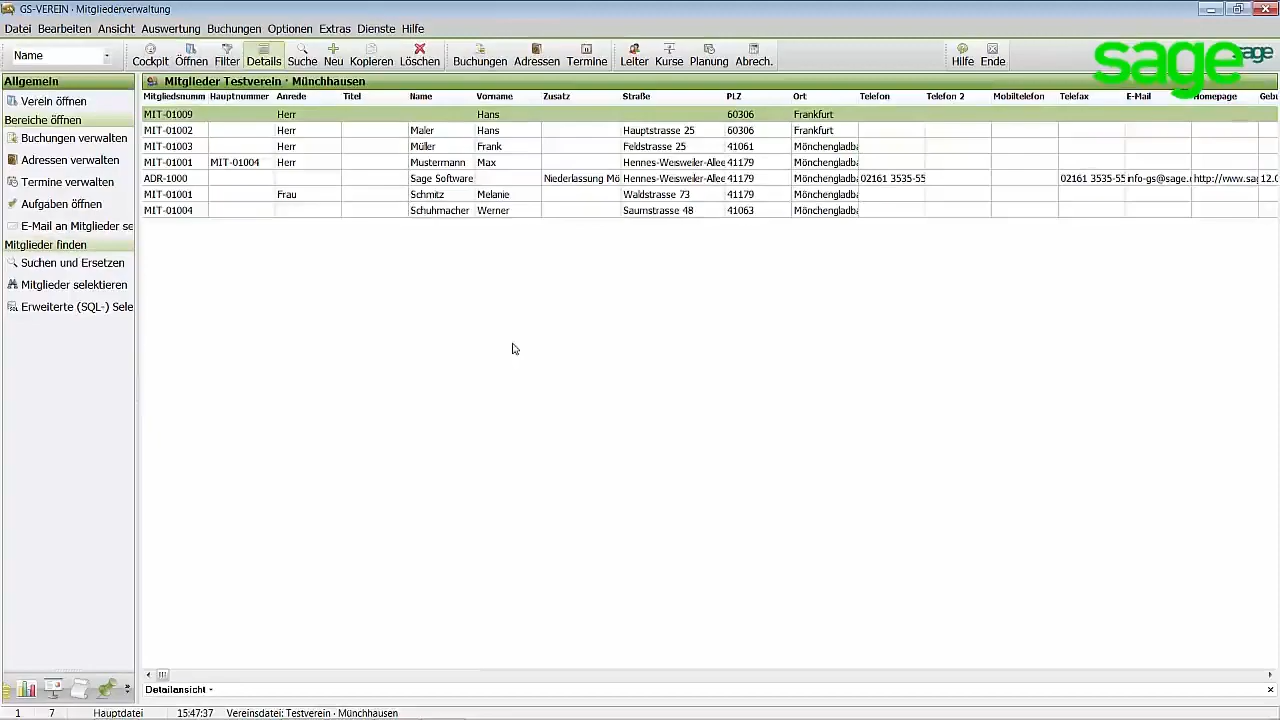 GS-VEREIN · Mitgliederverwaltung
Datei Bearbeiten Ansicht Auswertung Buchungen Optionen Extras Dienste Hilfe
Name Cockpit Öffnen Filter Details Suche Neu Kopieren Löschen Buchungen Termine Leiter Kurse Planung Abrech. Hilfe Ende
sage sage
Allgemein
Verein öffnen
Bereiche öffnen
Buchungen verwalten
Adressen verwalten
Termine verwalten
Aufgaben öffnen
E-Mail an Mitglieder se
Mitglieder finden
Suchen und Ersetzen
Mitglieder selektieren
Erweiterte (SQL-) Sele
Mitglieder Testverein · Münchhausen
Mitgliedsnumm Hauptnummer Anrede Titel Name Vorname Zusatz Straße PLZ Ort Telefon Telefon 2 Mobiltelefon Telefax E-Mail Homepage Gebu
MIT-01009 Herr Hans 60306 Frankfurt
MIT-01002 Herr Maler Hans Hauptstrasse 25 60306 Frankfurt
MIT-01003 Herr Müller Frank Feldstrasse 25 41061 Mönchengladba
MIT-01001 MIT-01004 Herr Mustermann Max Hennes-Weisweiler-Allee 41179 Mönchengladba
ADR-1000 Sage Software Niederlassung Mö Hennes-Weisweiler-Allee 41179 Mönchengladba 02161 3535-55 02161 3535-55 info-gs@sage. http://www.sag 12.0
MIT-01001 Frau Schmitz Melanie Waldstrasse 73 41179 Mönchengladba
MIT-01004 Schuhmacher Werner Saumstrasse 48 41063 Mönchengladba
Detailansicht
1 7 Hauptdatei 15:47:37 Vereinsdatei: Testverein · Münchhausen